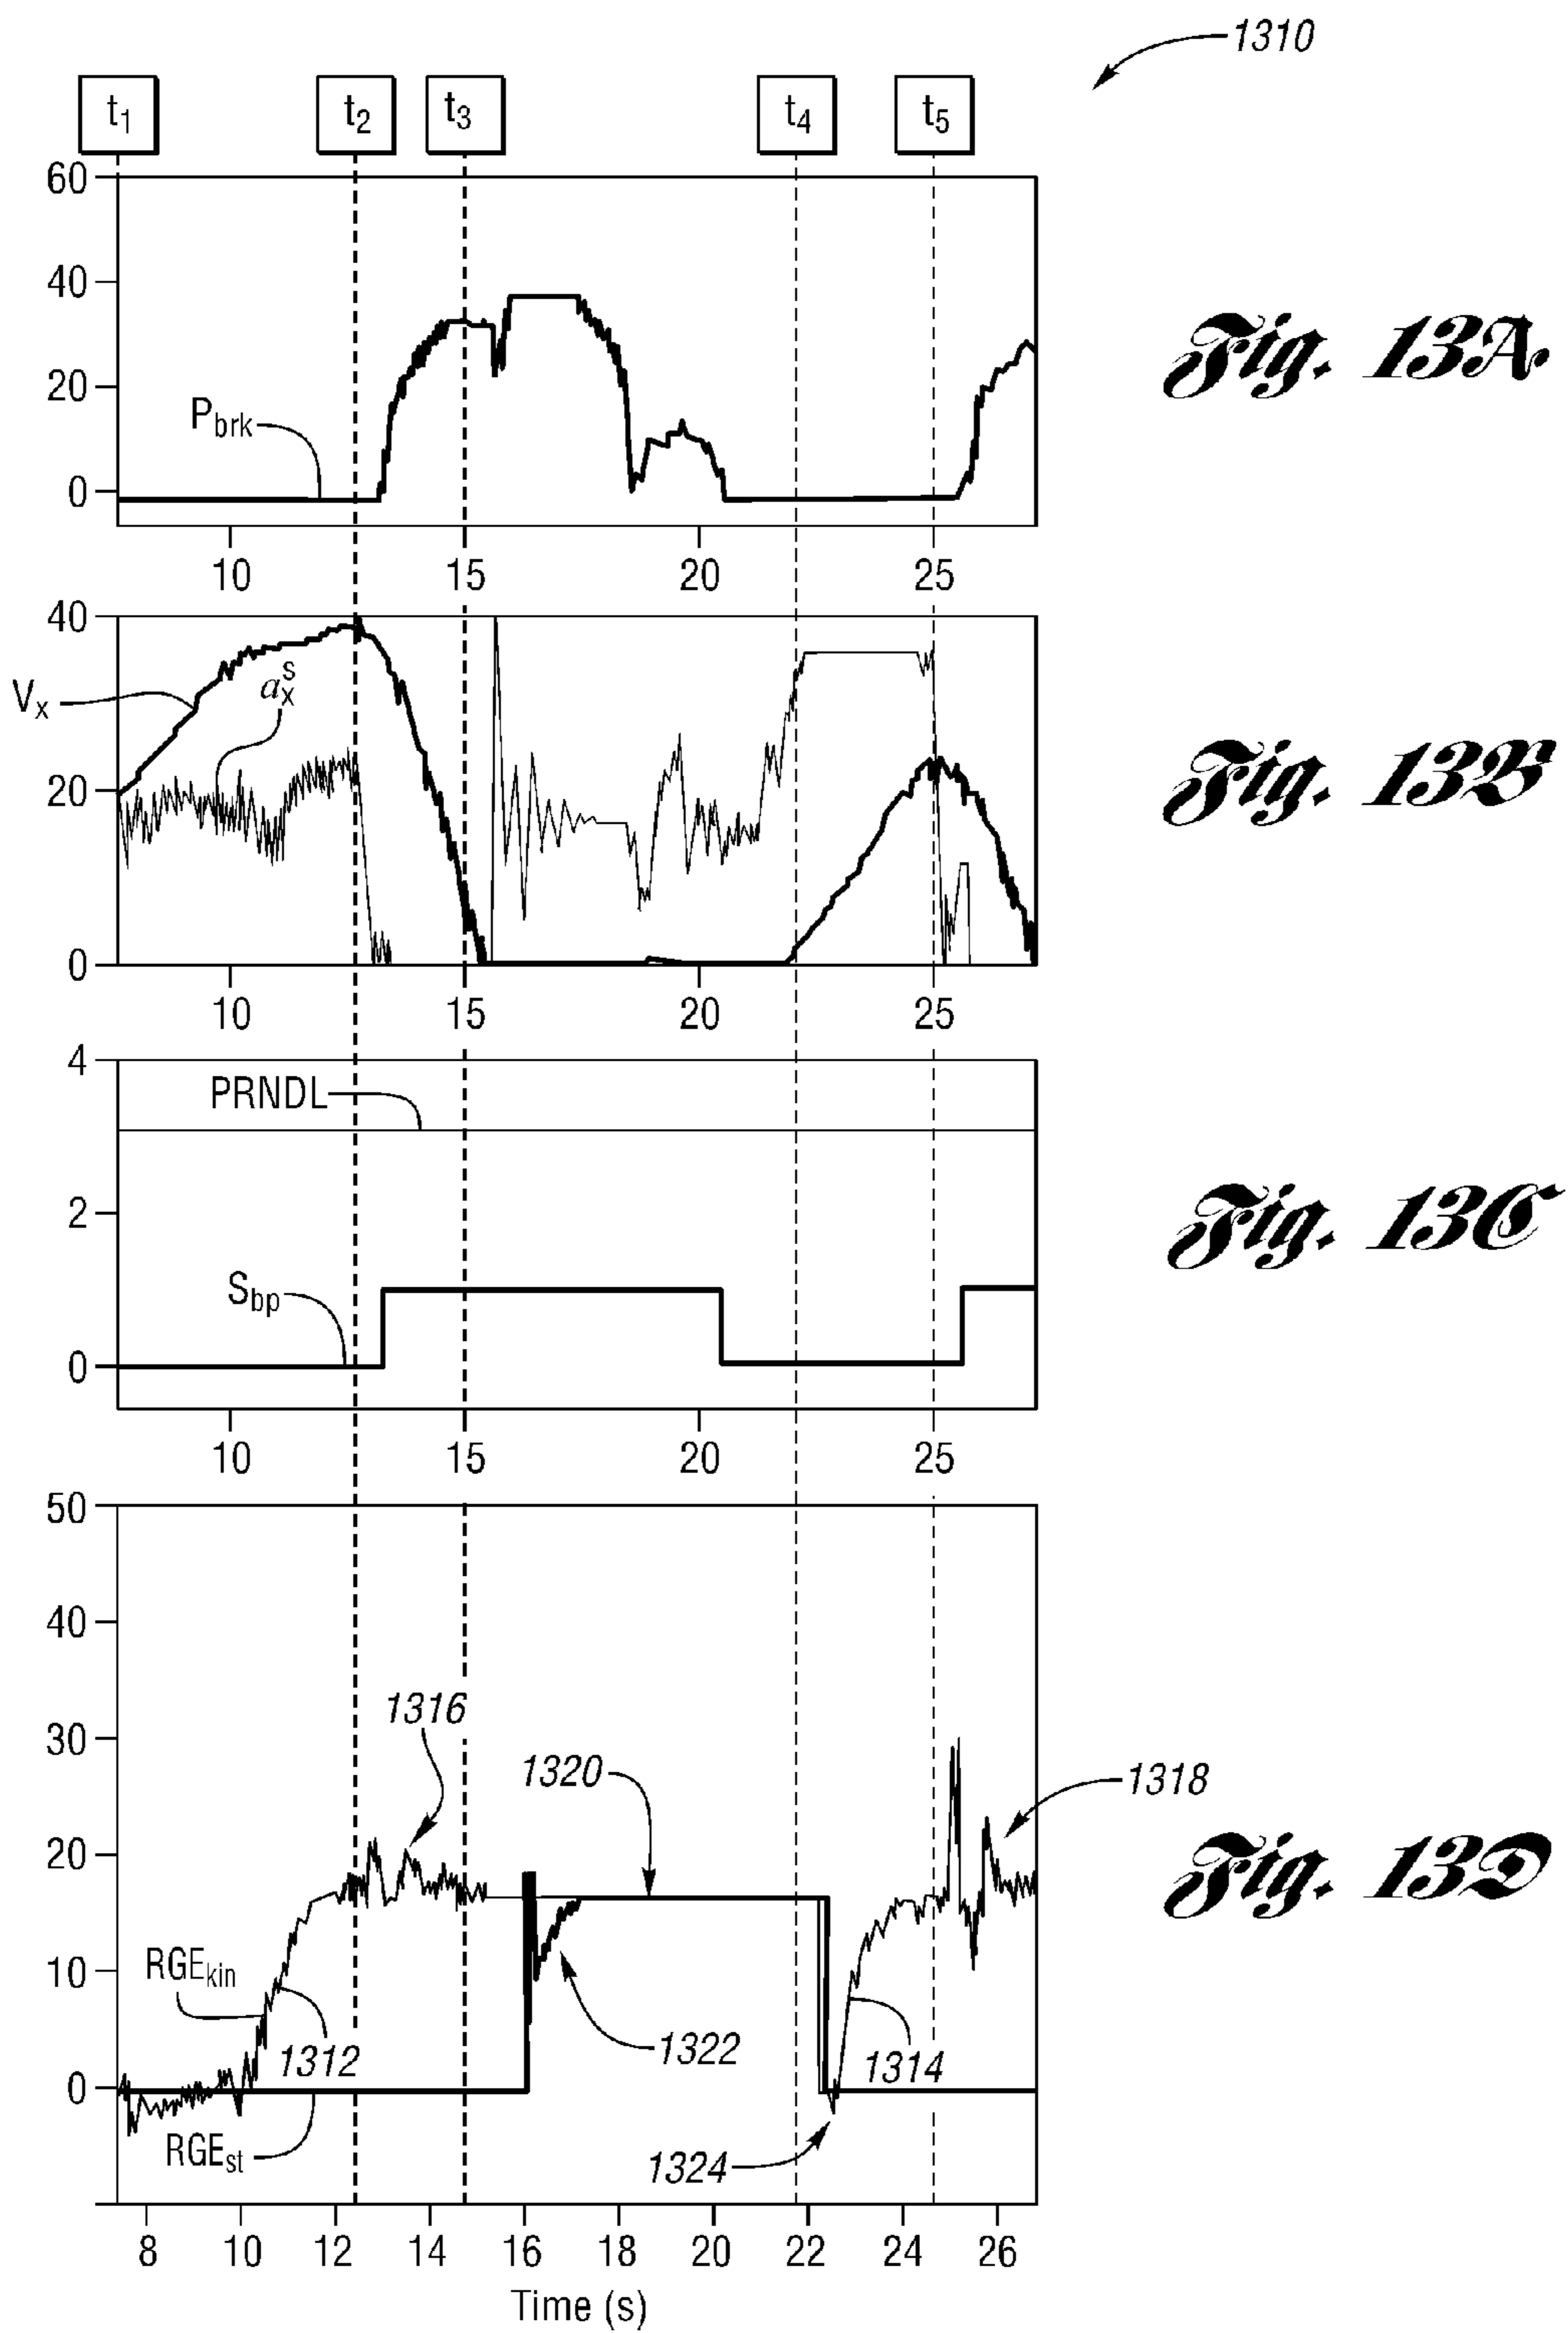 1310
t1 t2 t3 t4 t5
60
40
20
0
Pbrk
10 15 20 25
Fig. 13A.
40
20
0
Vx
axs
10 15 20 25
Fig. 13B
4
2
0
PRNDL
Sbp
10 15 20 25
Fig. 13C
50
40
30
20
10
0
1316
1320
1318
RGEkin
1312
1322
1314
RGEst
1324
Fig. 13D
8 10 12 14 16 18 20 22 24 26
Time (s)